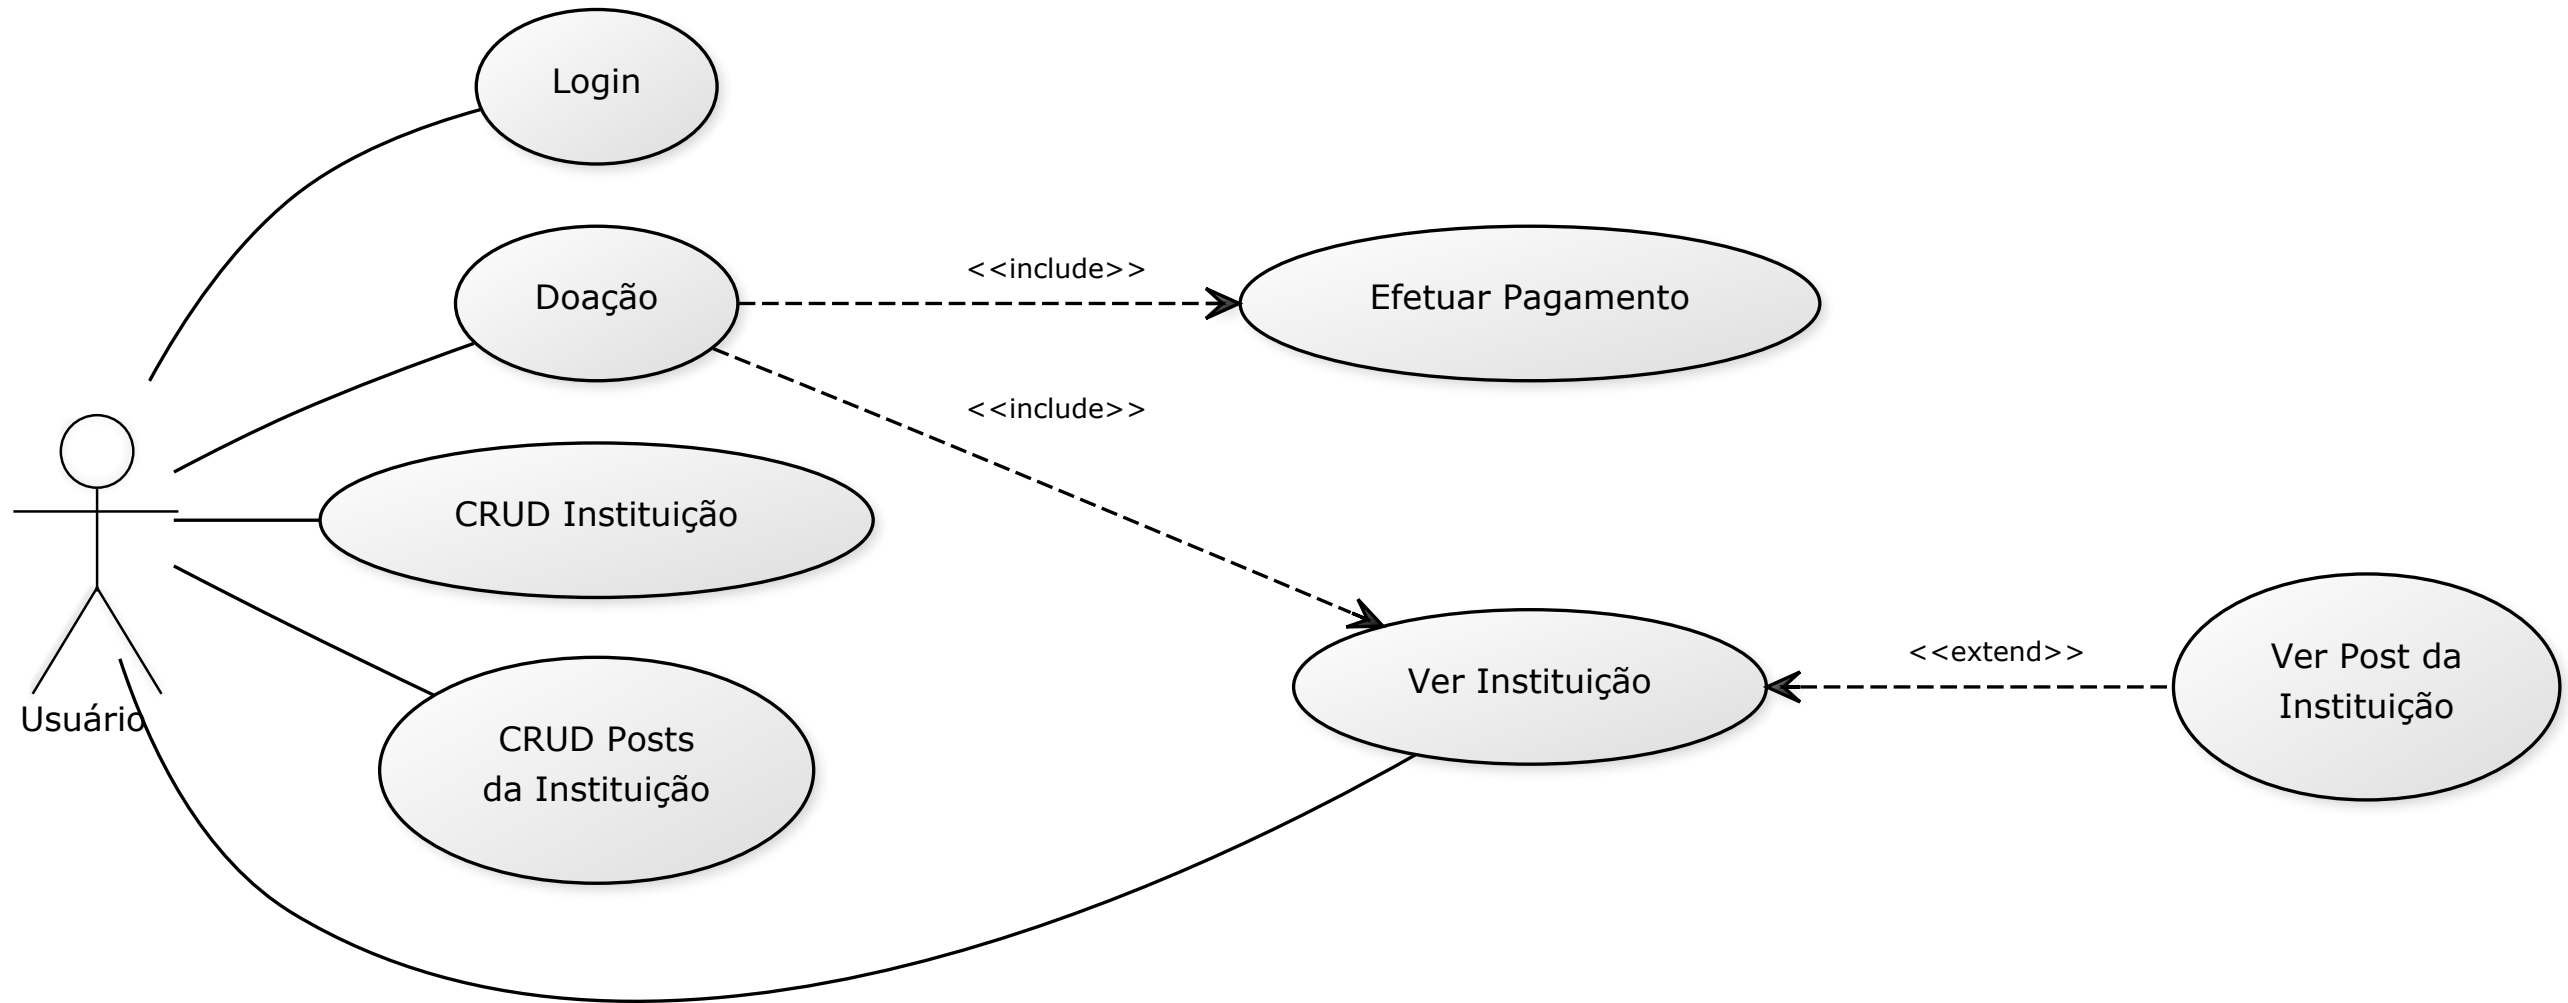 Login
Doação
<<include>>
Efetuar Pagamento
<<include>>
CRUD Instituição
Usuário
CRUD Posts
da Instituição
Ver Instituição
<<extend>>
Ver Post da
Instituição